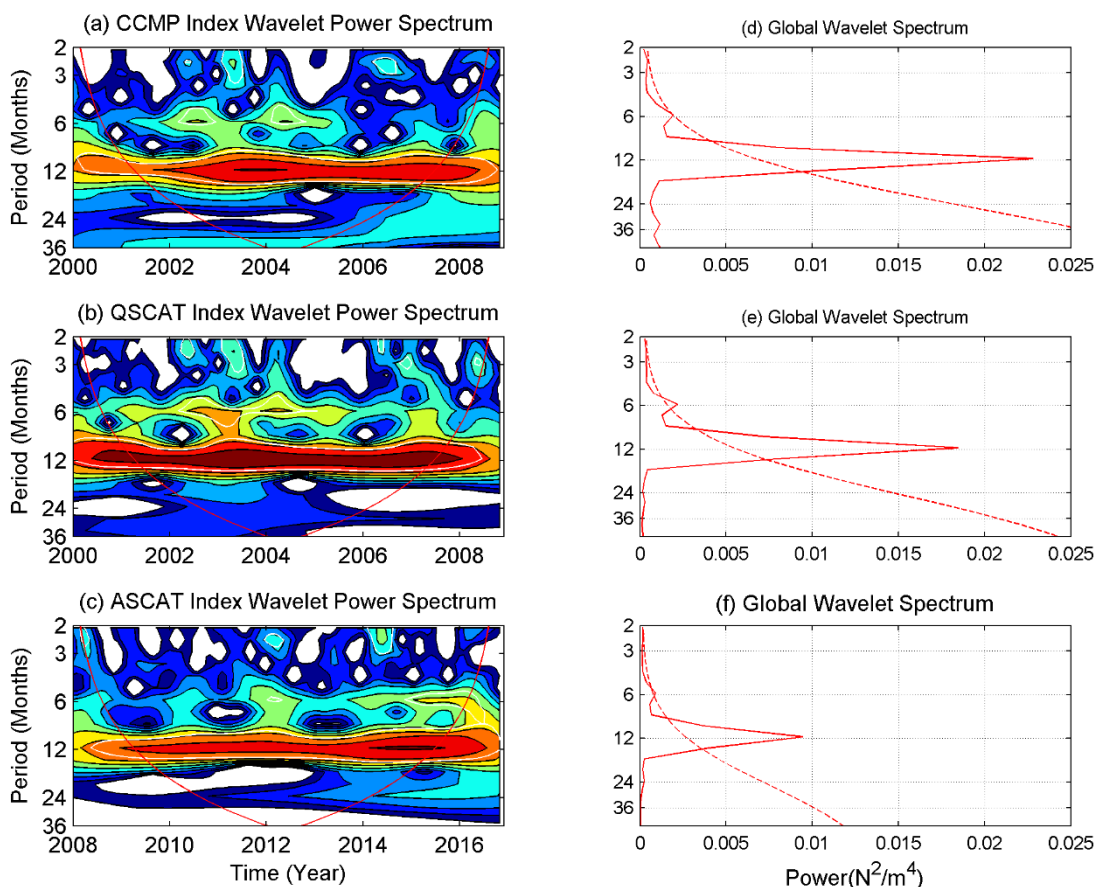 (a) CCMP Index Wavelet Power Spectrum
Period (Months)
2
3
6
12
24
36
2000 2002 2004 2006 2008
(d) Global Wavelet Spectrum
2
3
6
12
24
36
0 0.005 0.01 0.015 0.02 0.025
(b) QSCAT Index Wavelet Power Spectrum
Period (Months)
2
3
6
12
24
36
2000 2002 2004 2006 2008
(e) Global Wavelet Spectrum
2
3
6
12
24
36
0 0.005 0.01 0.015 0.02 0.025
(c) ASCAT Index Wavelet Power Spectrum
Period (Months)
2
3
6
12
24
36
2008 2010 2012 2014 2016
Time (Year)
(f) Global Wavelet Spectrum
2
3
6
12
24
36
0 0.005 0.01 0.015 0.02 0.025
Power(N²/m⁴)